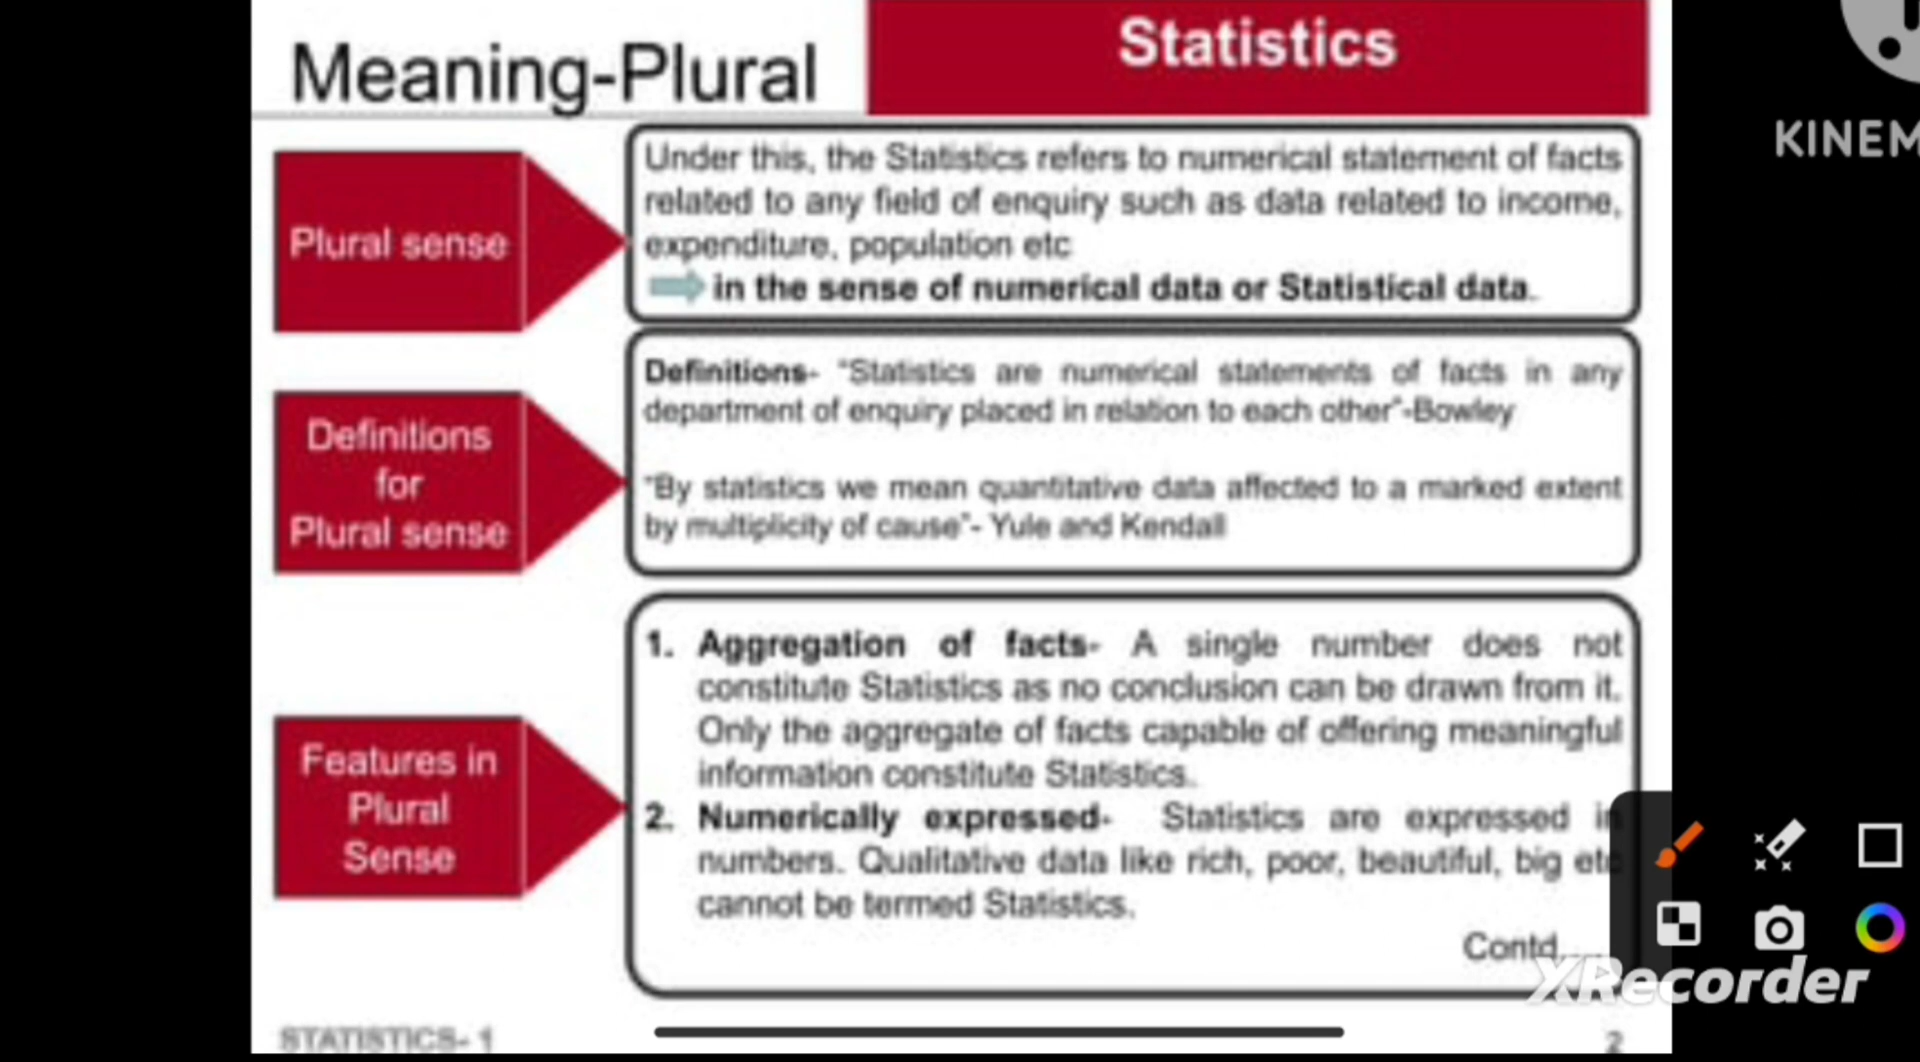 Meaning-Plural
Statistics
KINEM
Plural sense
Under this, the Statistics refers to numerical statement of facts
related to any field of enquiry such as data related to income,
expenditure, population etc
in the sense of numerical data or Statistical data.
Definitions
for
Plural sense
Definitions- "Statistics are numerical statements of facts in any
department of enquiry placed in relation to each other"-Bowley
"By statistics we mean quantitative data affected to a marked extent
by multiplicity of cause"- Yule and Kendall
Features in
Plural
Sense
1. Aggregation of facts- A single number does not
constitute Statistics as no conclusion can be drawn from it.
Only the aggregate of facts capable of offering meaningful
information constitute Statistics.
2. Numerically expressed- Statistics are expressed in
numbers. Qualitative data like rich, poor, beautiful, big etc
cannot be termed Statistics.
Contd....
XRecorder
STATISTICS- 1
2